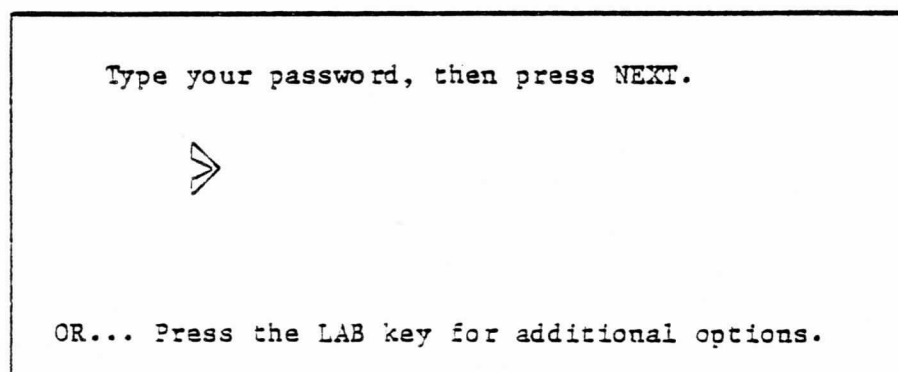 Type your password, then press NEXT.
OR... Press the LAB key for additional options.